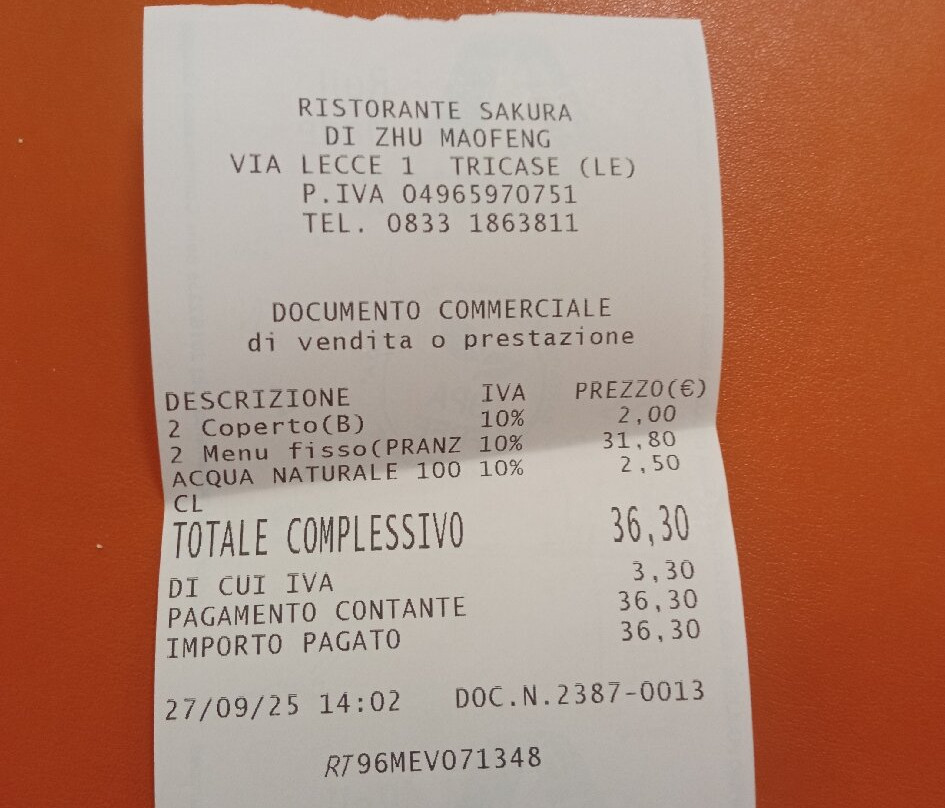 RISTORANTE SAKURA
DI ZHU MAOFENG
VIA LECCE 1 TRICASE (LE)
P.IVA 04965970751
TEL. 0833 1863811
DOCUMENTO COMMERCIALE
di vendita o prestazione
DESCRIZIONE IVA PREZZO(€)
2 Coperto(B) 10% 2,00
2 Menu fisso(PRANZ 10% 31,80
ACQUA NATURALE 100 10% 2,50
CL
TOTALE COMPLESSIVO 36,30
DI CUI IVA 3,30
PAGAMENTO CONTANTE 36,30
IMPORTO PAGATO 36,30
27/09/25 14:02 DOC.N.2387-0013
RT96MEV071348